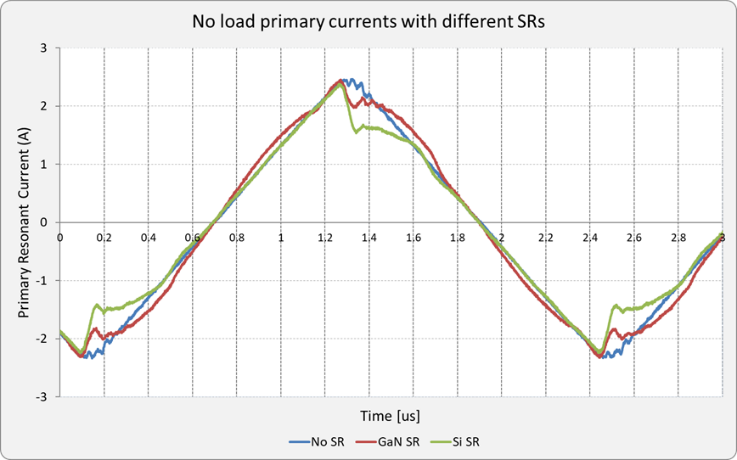 No load primary currents with different SRs
Primary Resonant Current (A)
3
2
1
0
-1
-2
-3
0 0.2 0.4 0.6 0.8 1 1.2 1.4 1.6 1.8 2 2.2 2.4 2.6 2.8 3
Time [us]
No SR GaN SR Si SR